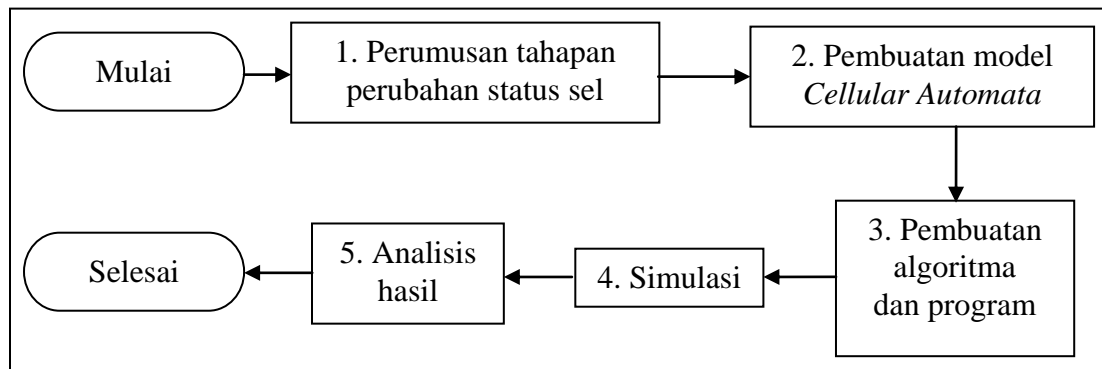 Mulai
1. Perumusan tahapan
perubahan status sel
2. Pembuatan model
Cellular Automata
3. Pembuatan
algoritma
dan program
4. Simulasi
5. Analisis
hasil
Selesai